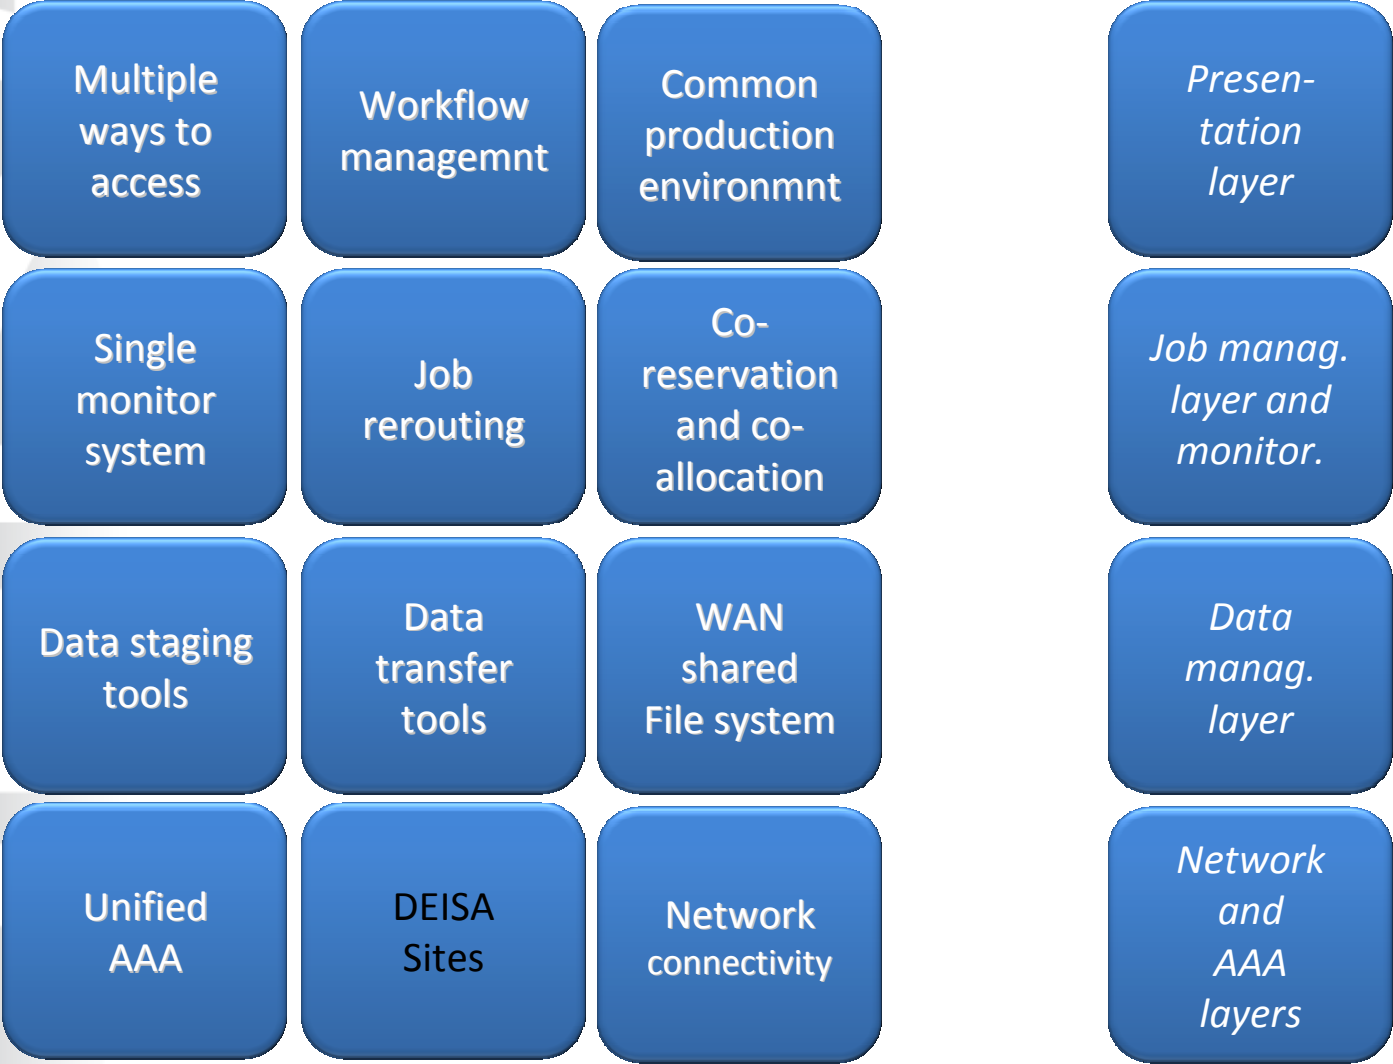 Multiple
ways to
access
Workflow
managemnt
Common
production
environmnt
Presen-
tation
layer
Single
monitor
system
Job
rerouting
Co-
reservation
and co-
allocation
Job manag.
layer and
monitor.
Data staging
tools
Data
transfer
tools
WAN
shared
File system
Data
manag.
layer
Unified
AAA
DEISA
Sites
Network
connectivity
Network
and
AAA
layers